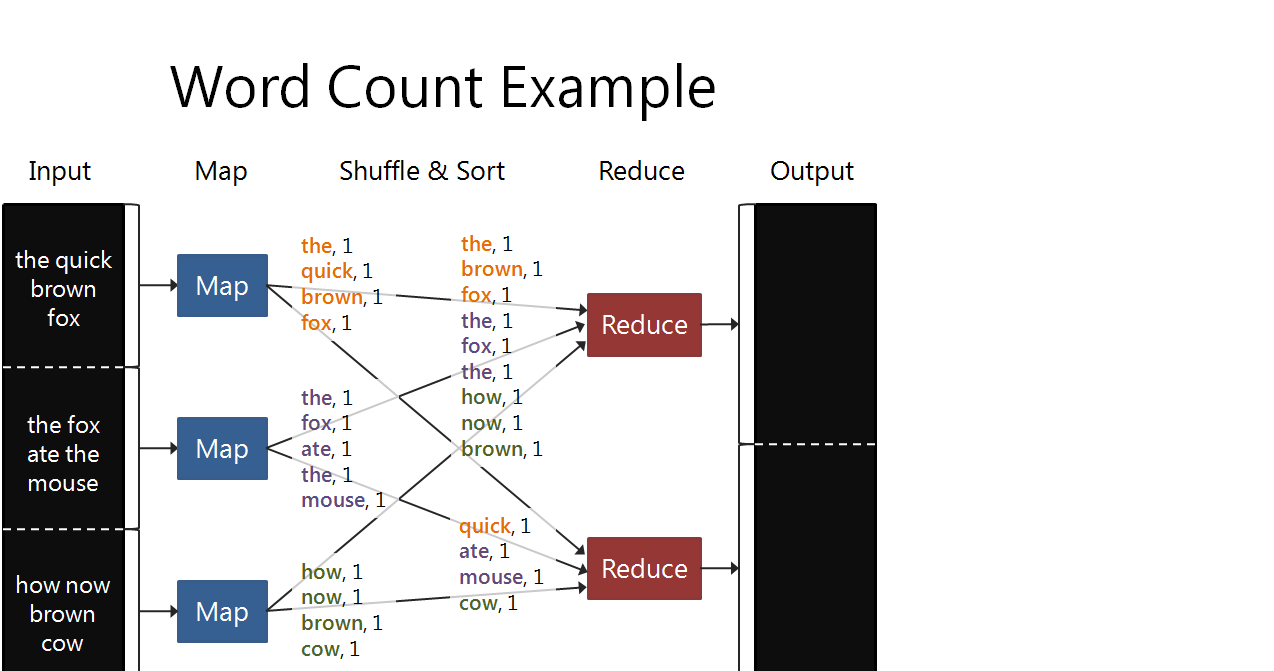 Word Count Example
Input
Map
Shuffle & Sort
Reduce
Output
the quick
brown
fox
the fox
ate the
mouse
how now
brown
cow
Map
Map
Map
the, 1
quick, 1
brown, 1
fox, 1
the, 1
fox, 1
ate, 1
the, 1
mouse, 1
how, 1
now, 1
brown, 1
cow, 1
the, 1
brown, 1
fox, 1
the, 1
fox, 1
the, 1
how, 1
now, 1
brown, 1
quick, 1
ate, 1
mouse, 1
cow, 1
Reduce
Reduce